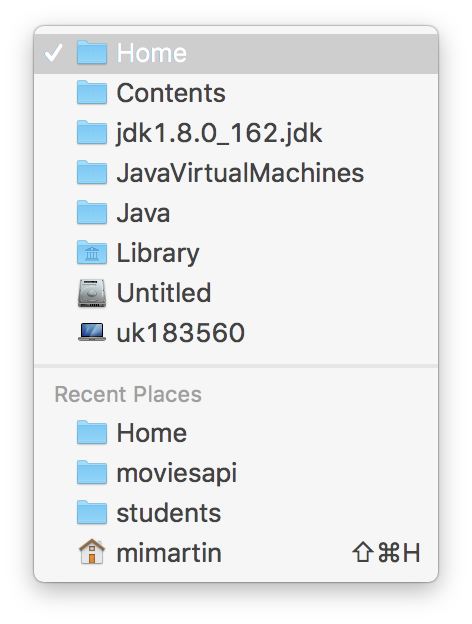 Home
Contents
jdk1.8.0_162.jdk
JavaVirtualMachines
Java
Library
Untitled
uk183560
Recent Places
Home
moviesapi
students
mimartin ⇧⌘H